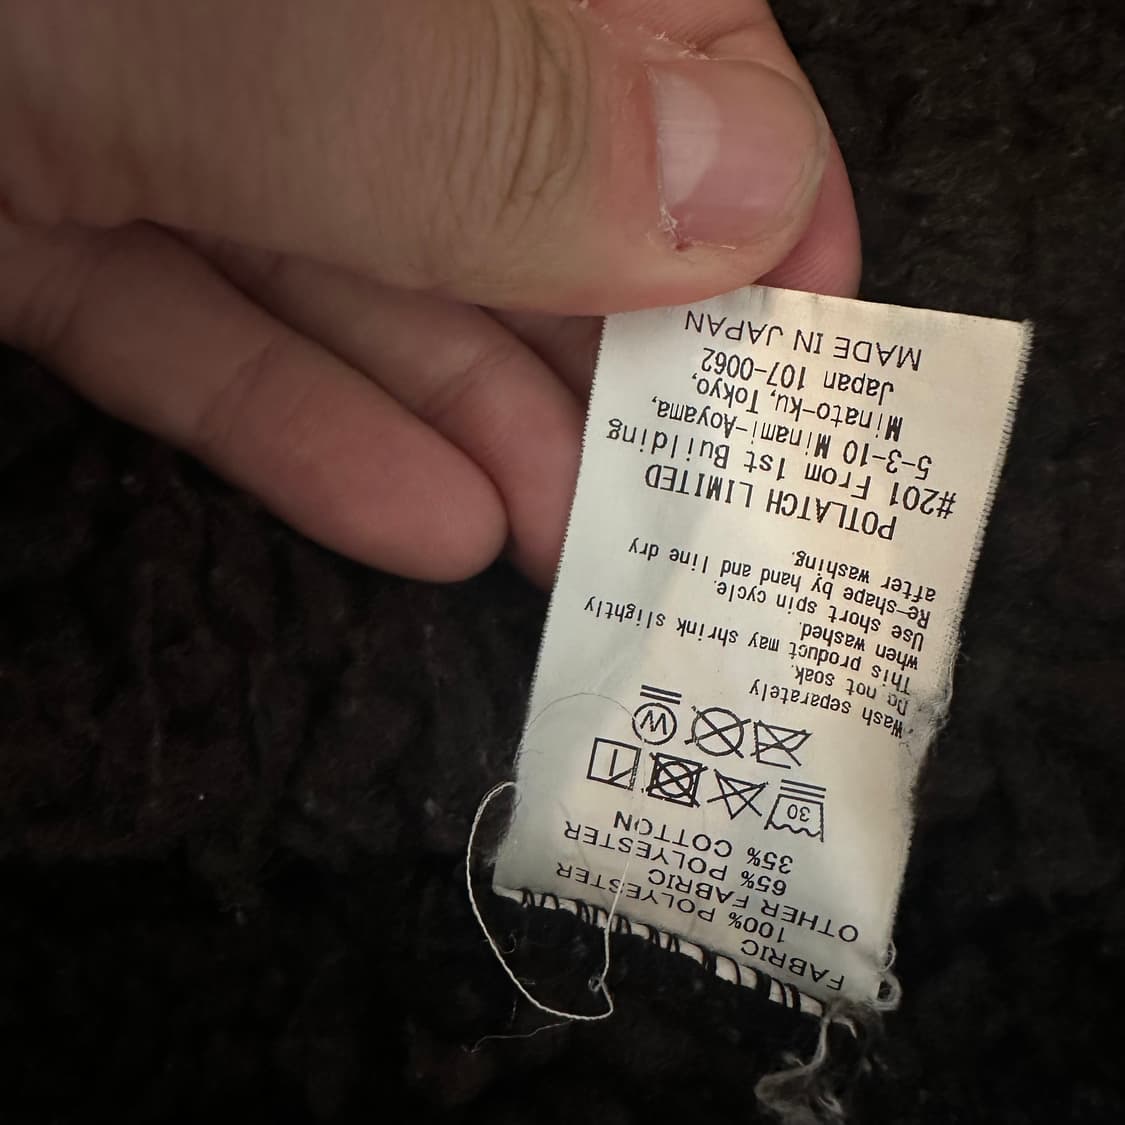 FABRIC
100% POLYESTER
OTHER FABRIC
65% POLYESTER
35% COTTON
30
W
Wash separately
Do not soak.
This product may shrink slightly
when washed.
Use short spin cycle.
Re-shape by hand and line dry
after washing.
POTLATCH LIMITED
#201 From 1st Building
5-3-10 Minami-Aoyama,
Minato-ku, Tokyo,
Japan 107-0062
MADE IN JAPAN